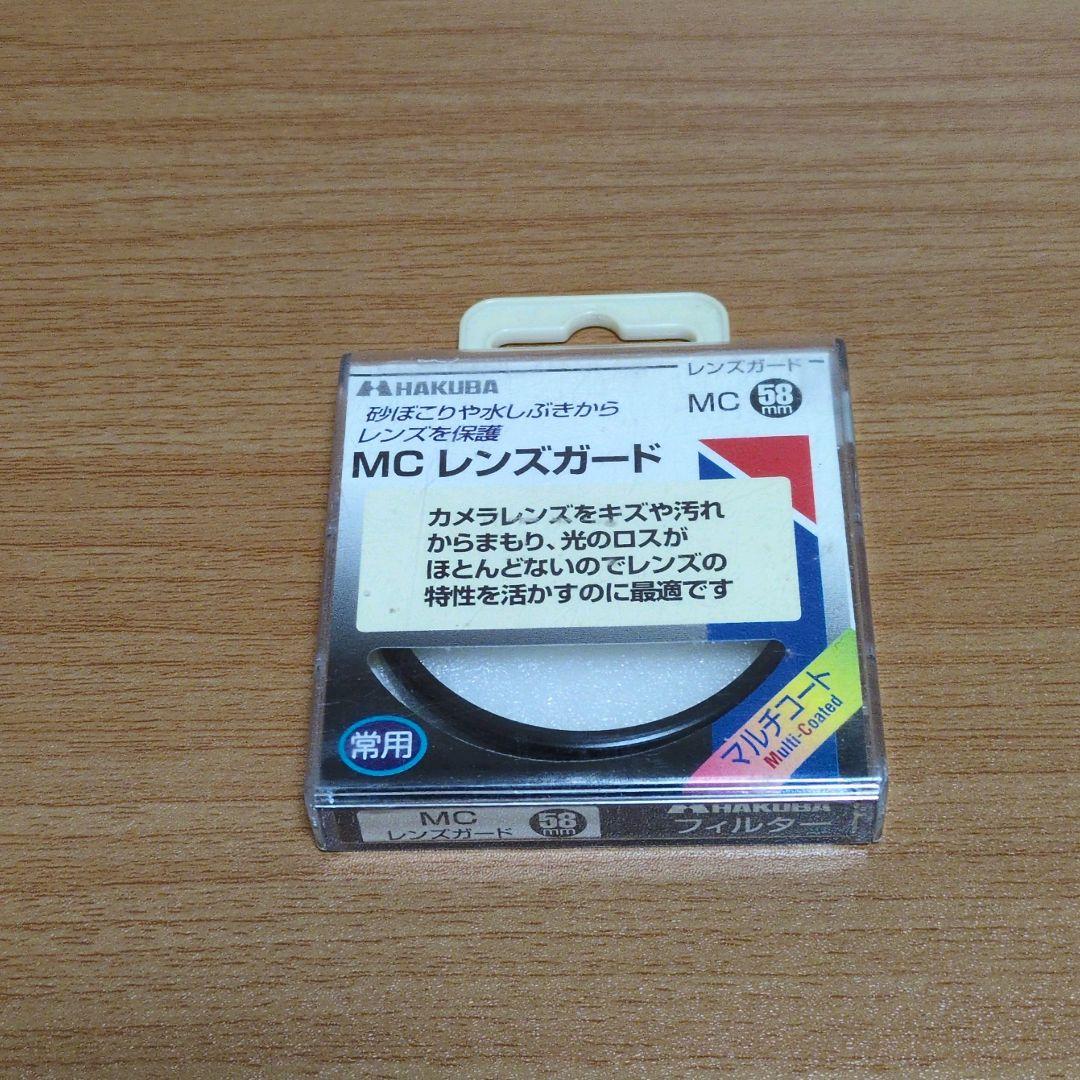 HAKUBA
レンズガード
MC 58mm
砂ぼこりや水しぶきから
レンズを保護
MC レンズガード
カメラレンズをキズや汚れ
からまもり、光のロスが
ほとんどないのでレンズの
特性を活かすのに最適です
常用
マルチコート
Multi-Coated
MC
レンズガード
58mm
HAKUBA
フィルター